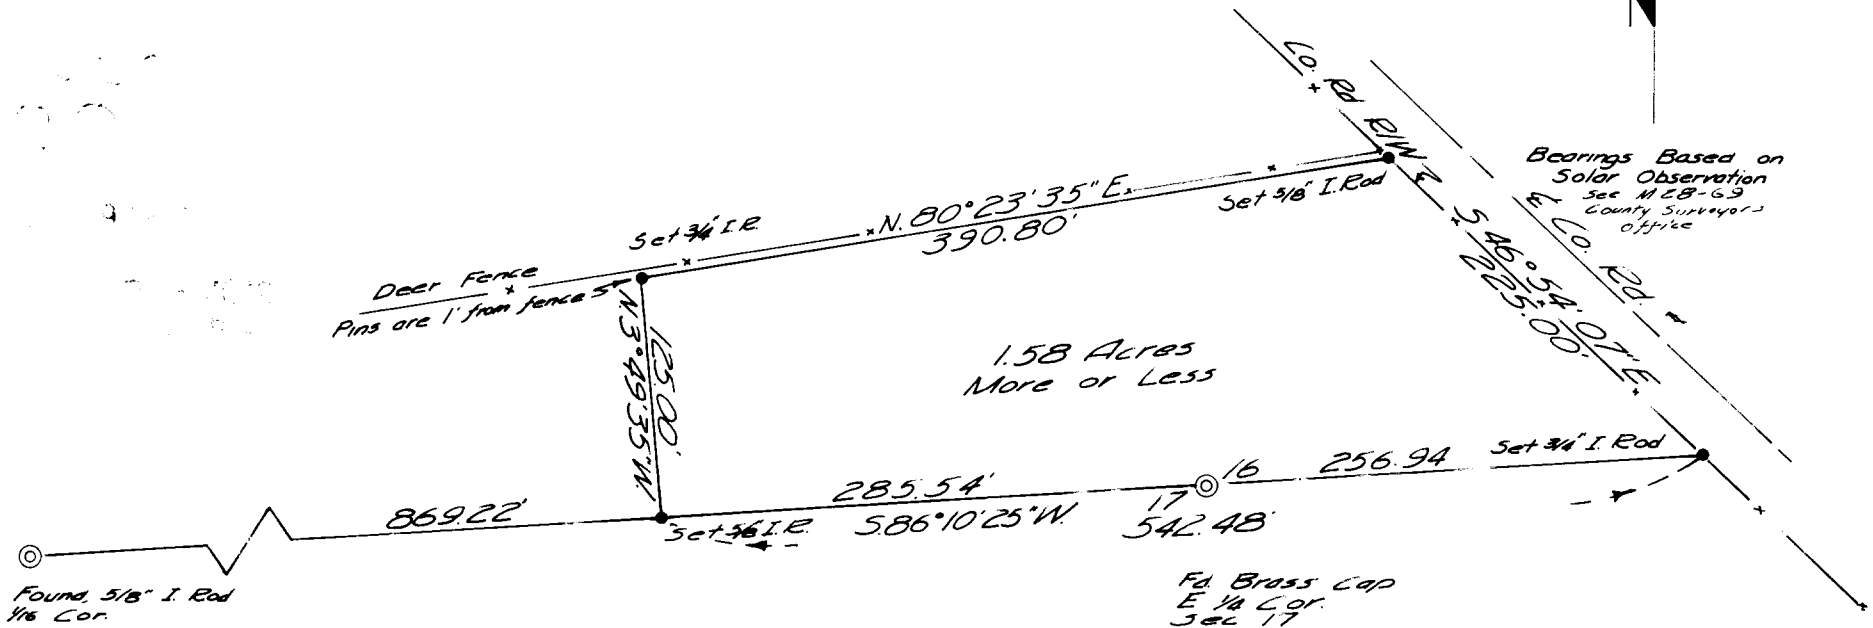 Co. Rd R/W
Bearings Based on
Solar Observation
See M28-69
County Surveyors
Office
S 46° 54' 07" E.
225.00'
Co. Rd.
Set 5/8" I. Rod
N. 80° 23' 35" E.
390.80'
Set 3/4" I.R.
Deer Fence
Pins are 1' from fence
N. 3° 49' 35" W.
125.00'
1.58 Acres
More or Less
Set 3/4" I. Rod
256.94
16
17
285.54'
S.86° 10' 25" W.
542.48'
869.22'
Set I.R.
Found, 5/8" I. Rod
1/16 Cor.
Fd. Brass Cap
E 1/4 Cor.
Sec 17